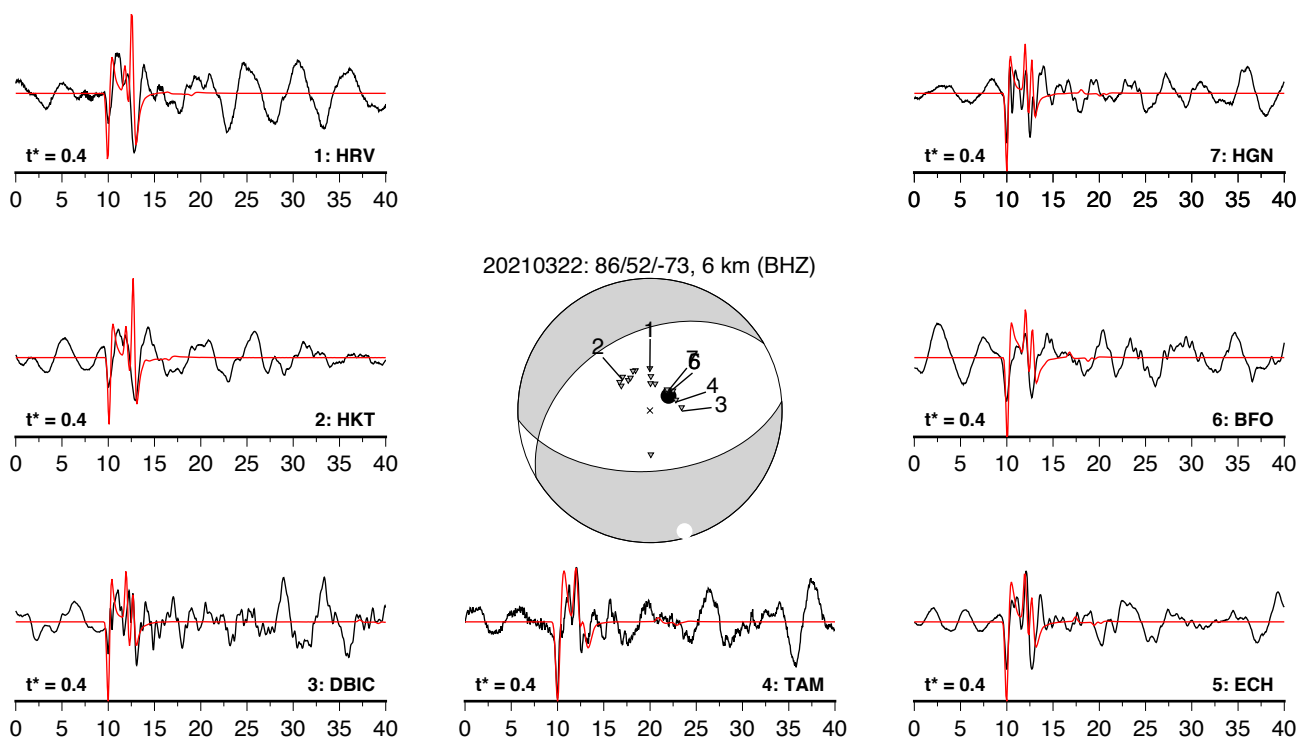 t* = 0.4 1: HRV
0 5 10 15 20 25 30 35 40
t* = 0.4 7: HGN
0 5 10 15 20 25 30 35 40
20210322: 86/52/-73, 6 km (BHZ)
1
2
7
6
4
3
t* = 0.4 2: HKT
0 5 10 15 20 25 30 35 40
t* = 0.4 6: BFO
0 5 10 15 20 25 30 35 40
t* = 0.4 3: DBIC
0 5 10 15 20 25 30 35 40
t* = 0.4 4: TAM
0 5 10 15 20 25 30 35 40
t* = 0.4 5: ECH
0 5 10 15 20 25 30 35 40